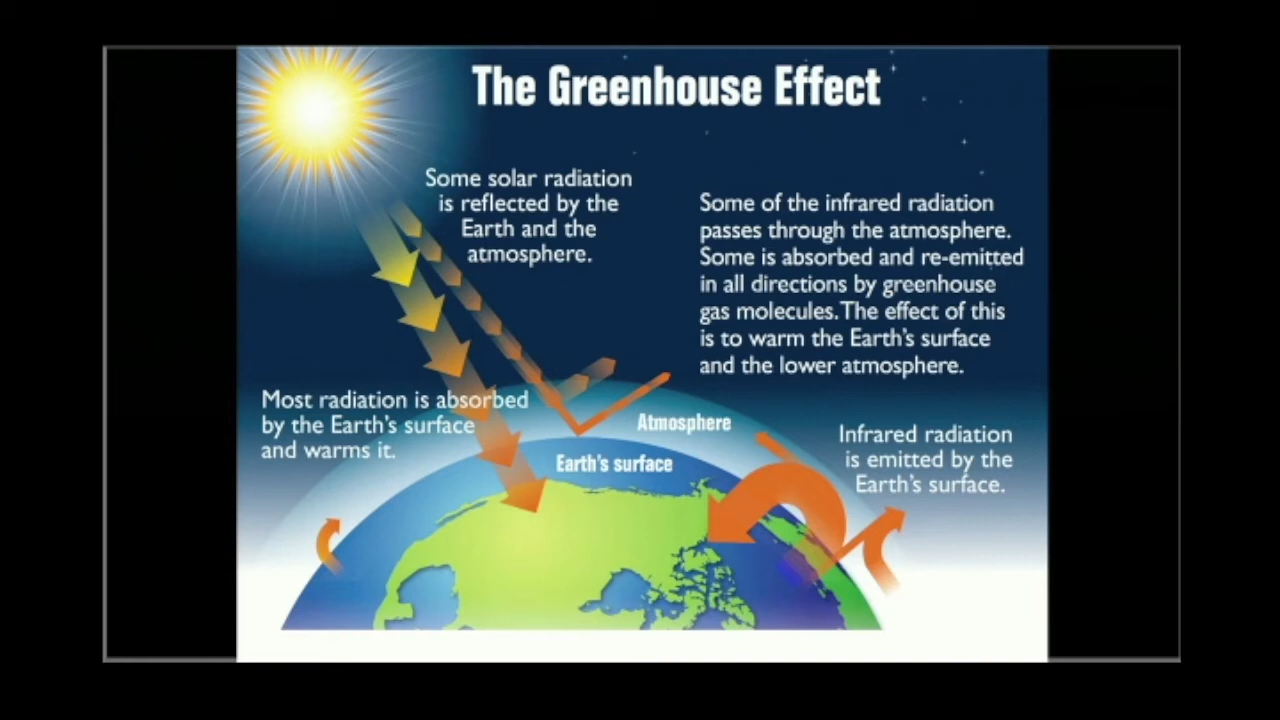 The Greenhouse Effect
Some solar radiation
is reflected by the
Earth and the
atmosphere.
Some of the infrared radiation
passes through the atmosphere.
Some is absorbed and re-emitted
in all directions by greenhouse
gas molecules. The effect of this
is to warm the Earth's surface
and the lower atmosphere.
Most radiation is absorbed
by the Earth's surface
and warms it.
Atmosphere
Earth's surface
Infrared radiation
is emitted by the
Earth's surface.